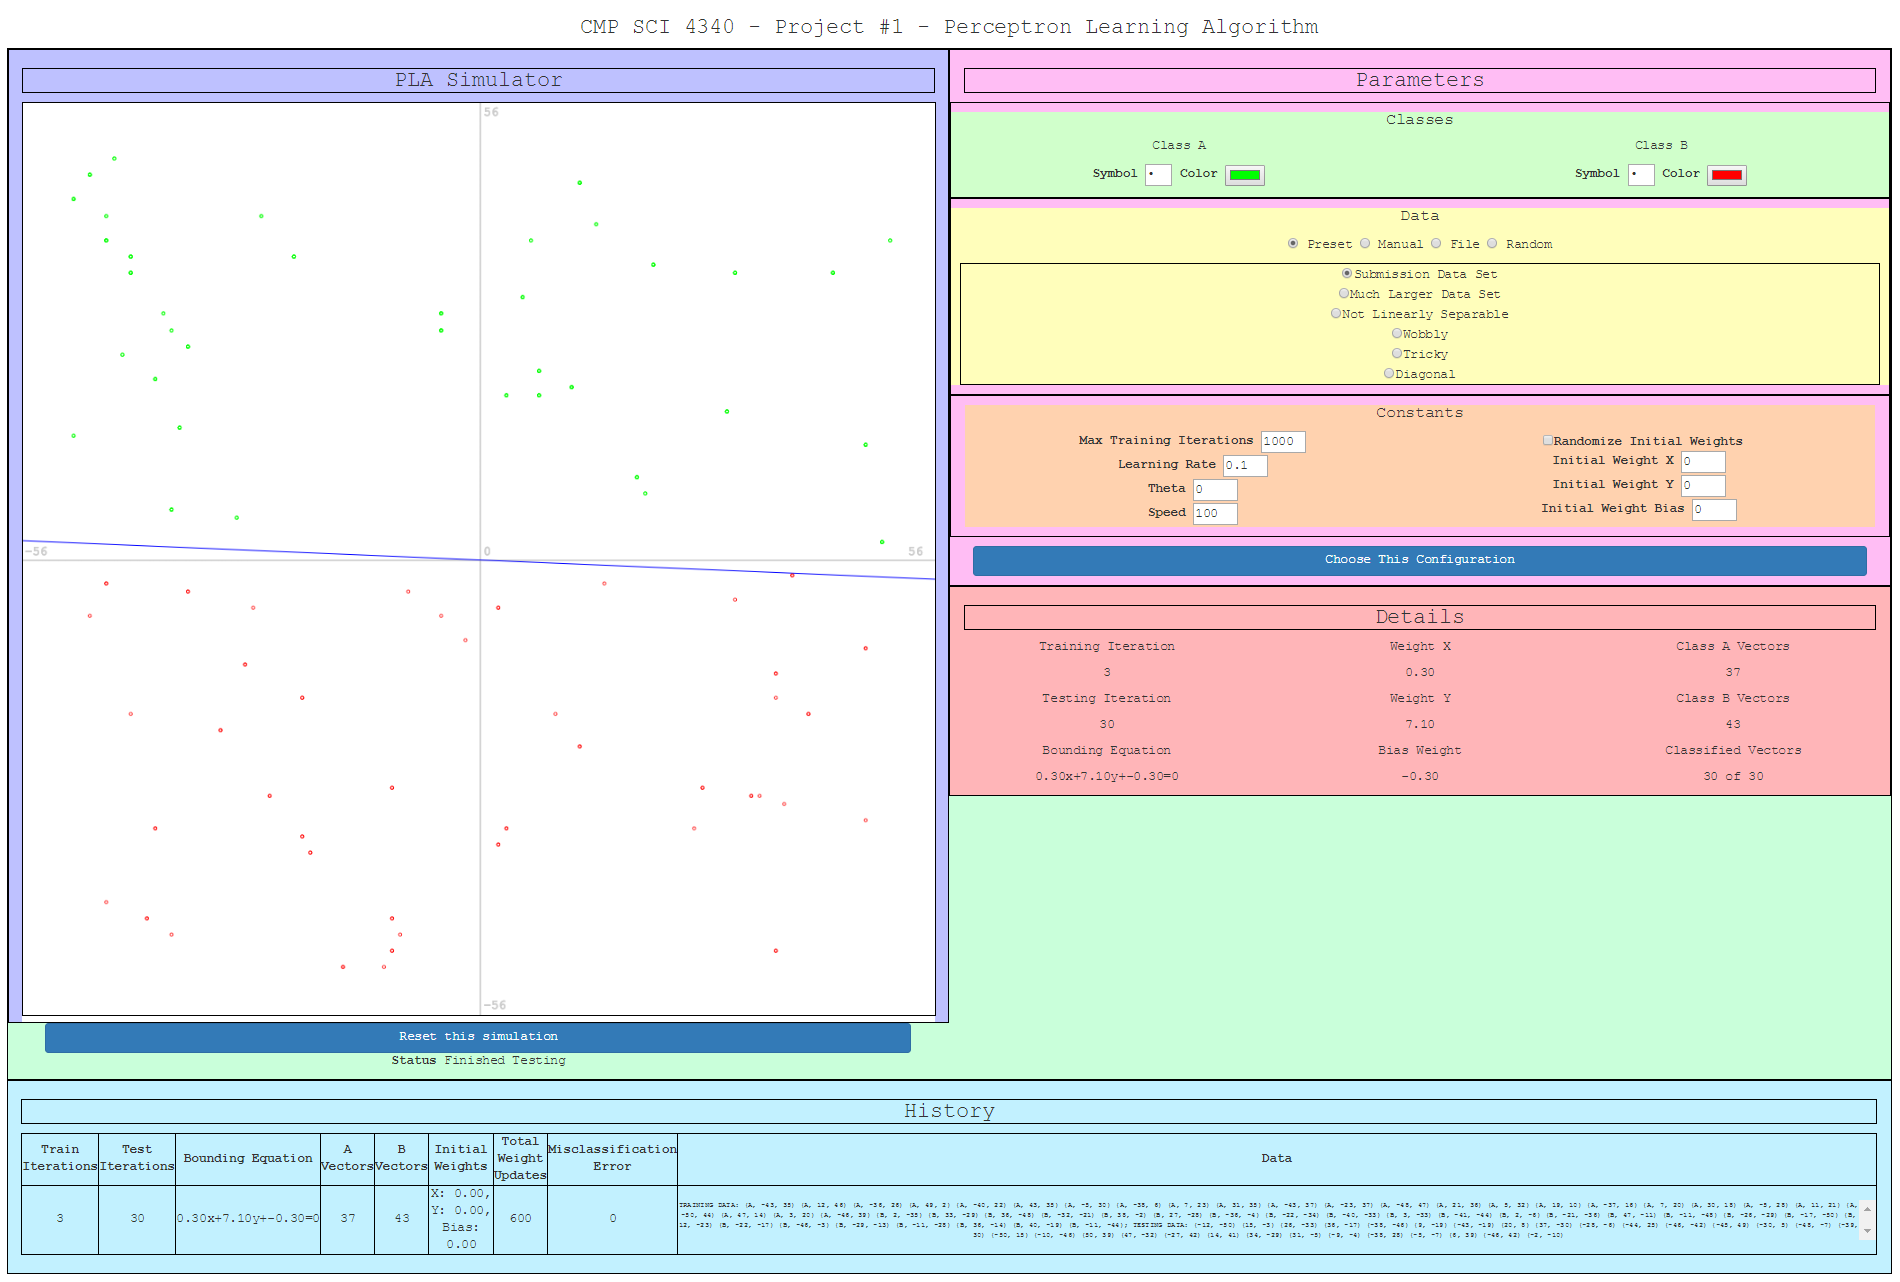 CMP SCI 4340 - Project #1 - Perceptron Learning Algorithm
PLA Simulator
56
-56
0
56
-56
Reset this simulation
Status Finished Testing
Parameters
Classes
Class A
Symbol • Color
Class B
Symbol • Color
Data
Preset Manual File Random
Submission Data Set
Much Larger Data Set
Not Linearly Separable
Wobbly
Tricky
Diagonal
Constants
Max Training Iterations 1000
Learning Rate 0.1
Theta 0
Speed 100
Randomize Initial Weights
Initial Weight X 0
Initial Weight Y 0
Initial Weight Bias 0
Choose This Configuration
Details
Training Iteration Weight X Class A Vectors
3 0.30 37
Testing Iteration Weight Y Class B Vectors
30 7.10 43
Bounding Equation Bias Weight Classified Vectors
0.30x+7.10y+-0.30=0 -0.30 30 of 30
History
Train Iterations
Test Iterations
Bounding Equation
A Vectors
B Vectors
Initial Weights
Total Weight Updates
Misclassification Error
Data
3
30
0.30x+7.10y+-0.30=0
37
43
X: 0.00,
Y: 0.00,
Bias:
0.00
600
0
TRAINING DATA:
TESTING DATA: